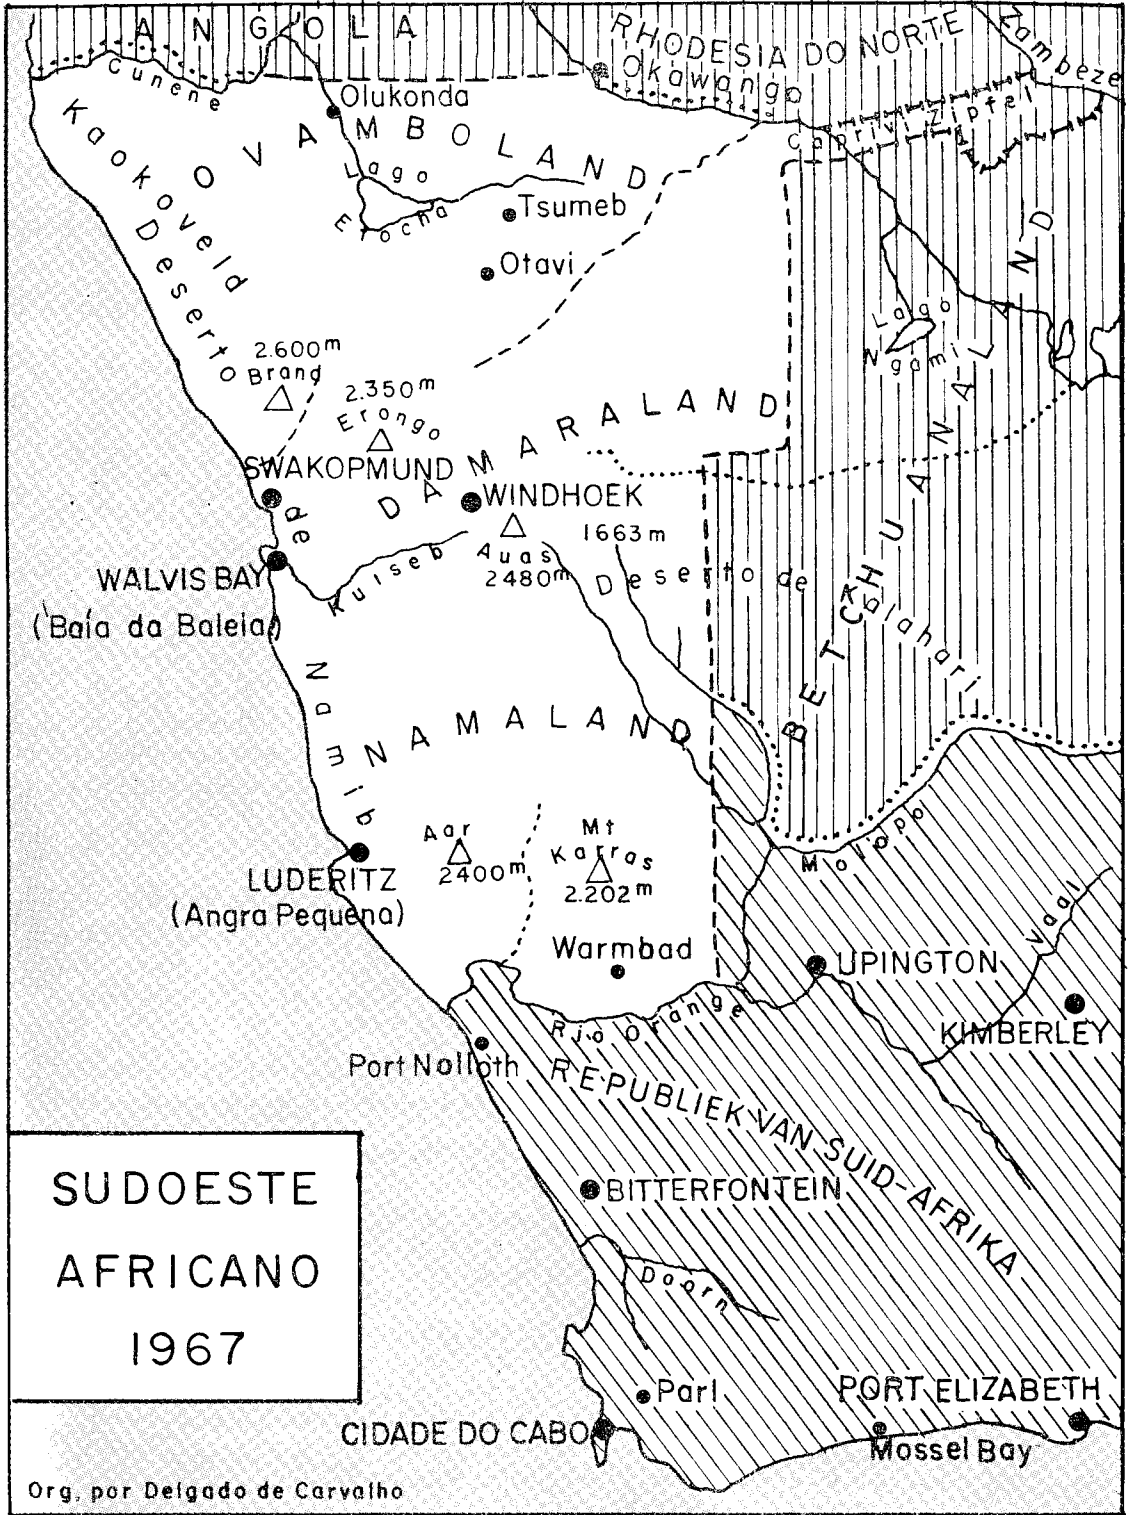 ANGOLA
RHODESIA DO NORTE
Zambeze
Cunene
Okawango
Olukonda
Caprivi Zipfel
Kaokoveld
OVAMBOLAND
Lago
Etocha
Tsumeb
Otavi
Deserto
de
Namib
2.600m
Brand
2.350m
Erongo
Lago
Ngami
DAMARALAND
SWAKOPMUND
WINDHOEK
1663m
Auas
2480m
Kuiseb
WALVIS BAY
(Baía da Baleia)
Deserto de
Kalahari
BETCHUANALAND
NAMALAND
Aar
2400m
Mt
Karras
2.202m
Molopo
Vaal
LUDERITZ
(Angra Pequena)
Warmbad
UPINGTON
KIMBERLEY
Rio Orange
Port Nolloth
REPUBLIEK VAN SUID-AFRIKA
BITTERFONTEIN
Doorn
SUDOESTE
AFRICANO
1967
Parl
PORT ELIZABETH
CIDADE DO CABO
Mossel Bay
Org. por Delgado de Carvalho